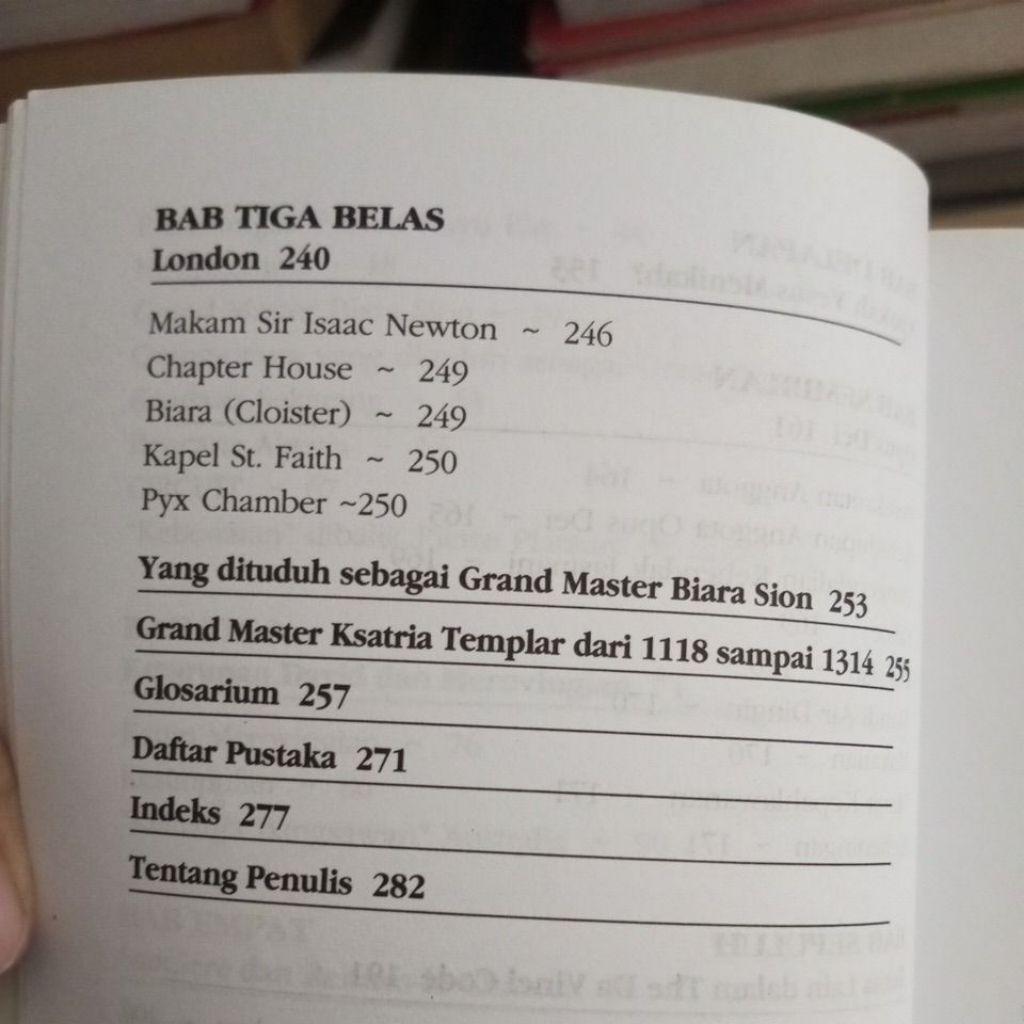 BAB TIGA BELAS
London 240
Makam Sir Isaac Newton ~ 246
Chapter House ~ 249
Biara (Cloister) ~ 249
Kapel St. Faith ~ 250
Pyx Chamber ~250
Yang dituduh sebagai Grand Master Biara Sion 253
Grand Master Ksatria Templar dari 1118 sampai 1314 255
Glosarium 257
Daftar Pustaka 271
Indeks 277
Tentang Penulis 282